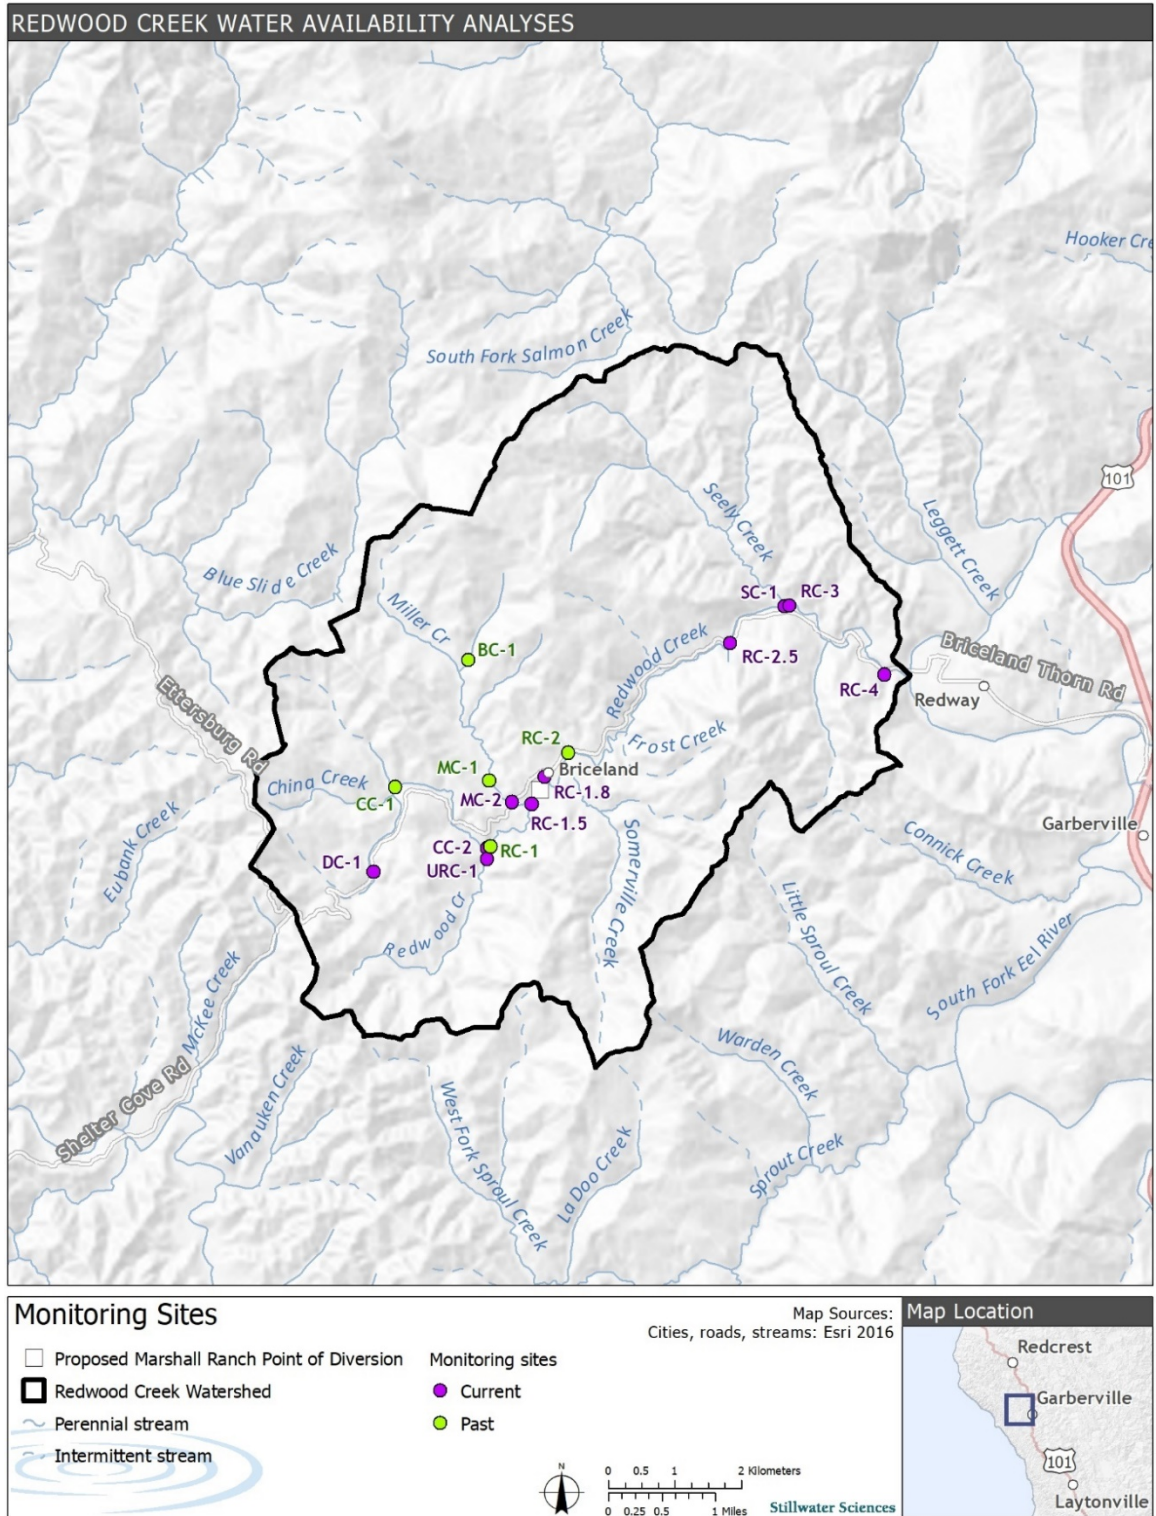 REDWOOD CREEK WATER AVAILABILITY ANALYSES
Hooker Cre
South Fork Salmon Creek
101
Seely Creek
Leggett Creek
Blue Slide Creek
Miller Cr
SC-1
RC-3
BC-1
Redwood Creek
RC-2.5
Briceland Thorn Rd
RC-4
Redway
Ettersburg Rd
RC-2
Frost Creek
China Creek
MC-1
Briceland
CC-1
MC-2
RC-1.8
RC-1.5
Garberville
Eubank Creek
CC-2
RC-1
DC-1
URC-1
Somerville Creek
Connick Creek
Redwood Cr
Little Sproul Creek
South Fork Eel River
McKee Creek
Warden Creek
Shelter Cove Rd
Vanauken Creek
West Fork Sproul Creek
La Doo Creek
Sprout Creek
Monitoring Sites
Map Sources:
Cities, roads, streams: Esri 2016
Proposed Marshall Ranch Point of Diversion
Redwood Creek Watershed
Perennial stream
Intermittent stream
Monitoring sites
Current
Past
N
0 0.5 1 2 Kilometers
0 0.25 0.5 1 Miles
Stillwater Sciences
Map Location
Redcrest
Garberville
101
Laytonville